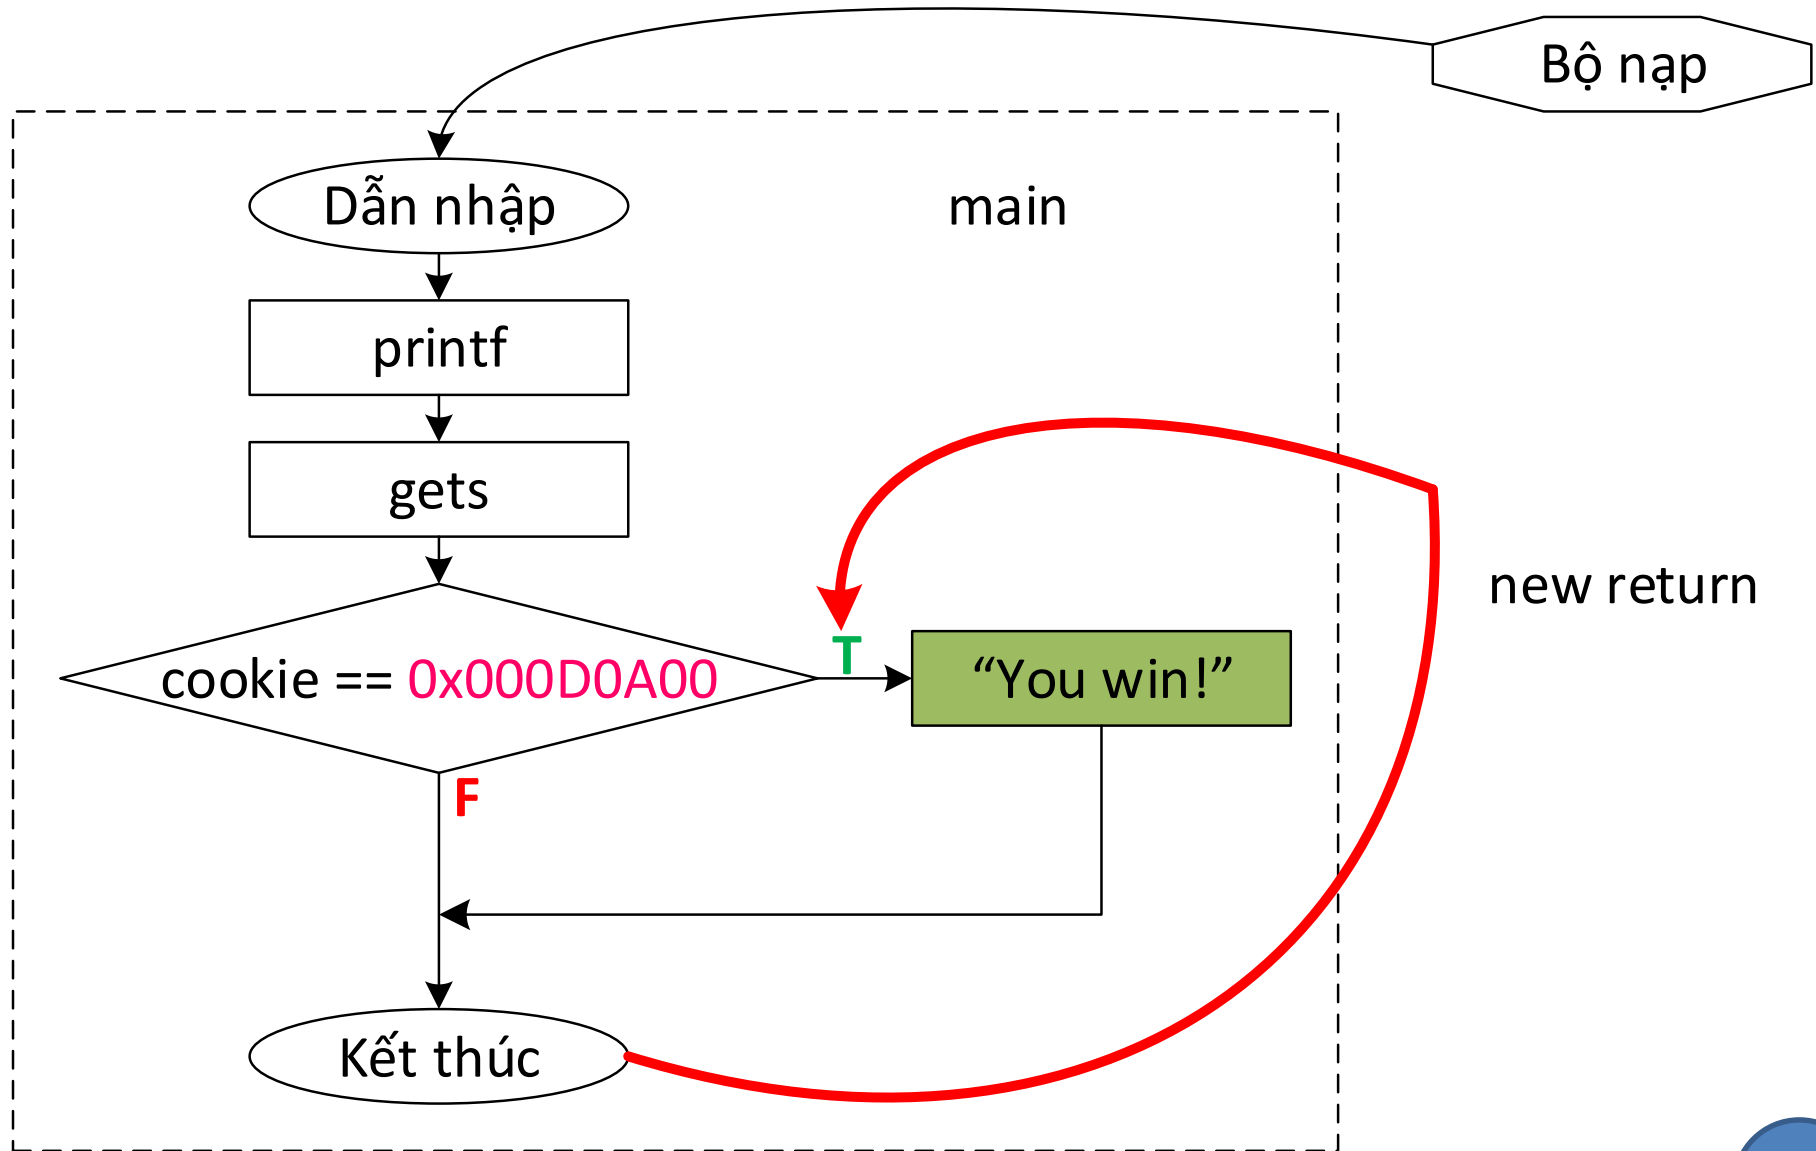 Bộ nạp
Dẫn nhập
main
printf
gets
new return
T
cookie == 0x000D0A00
“You win!”
F
Kết thúc